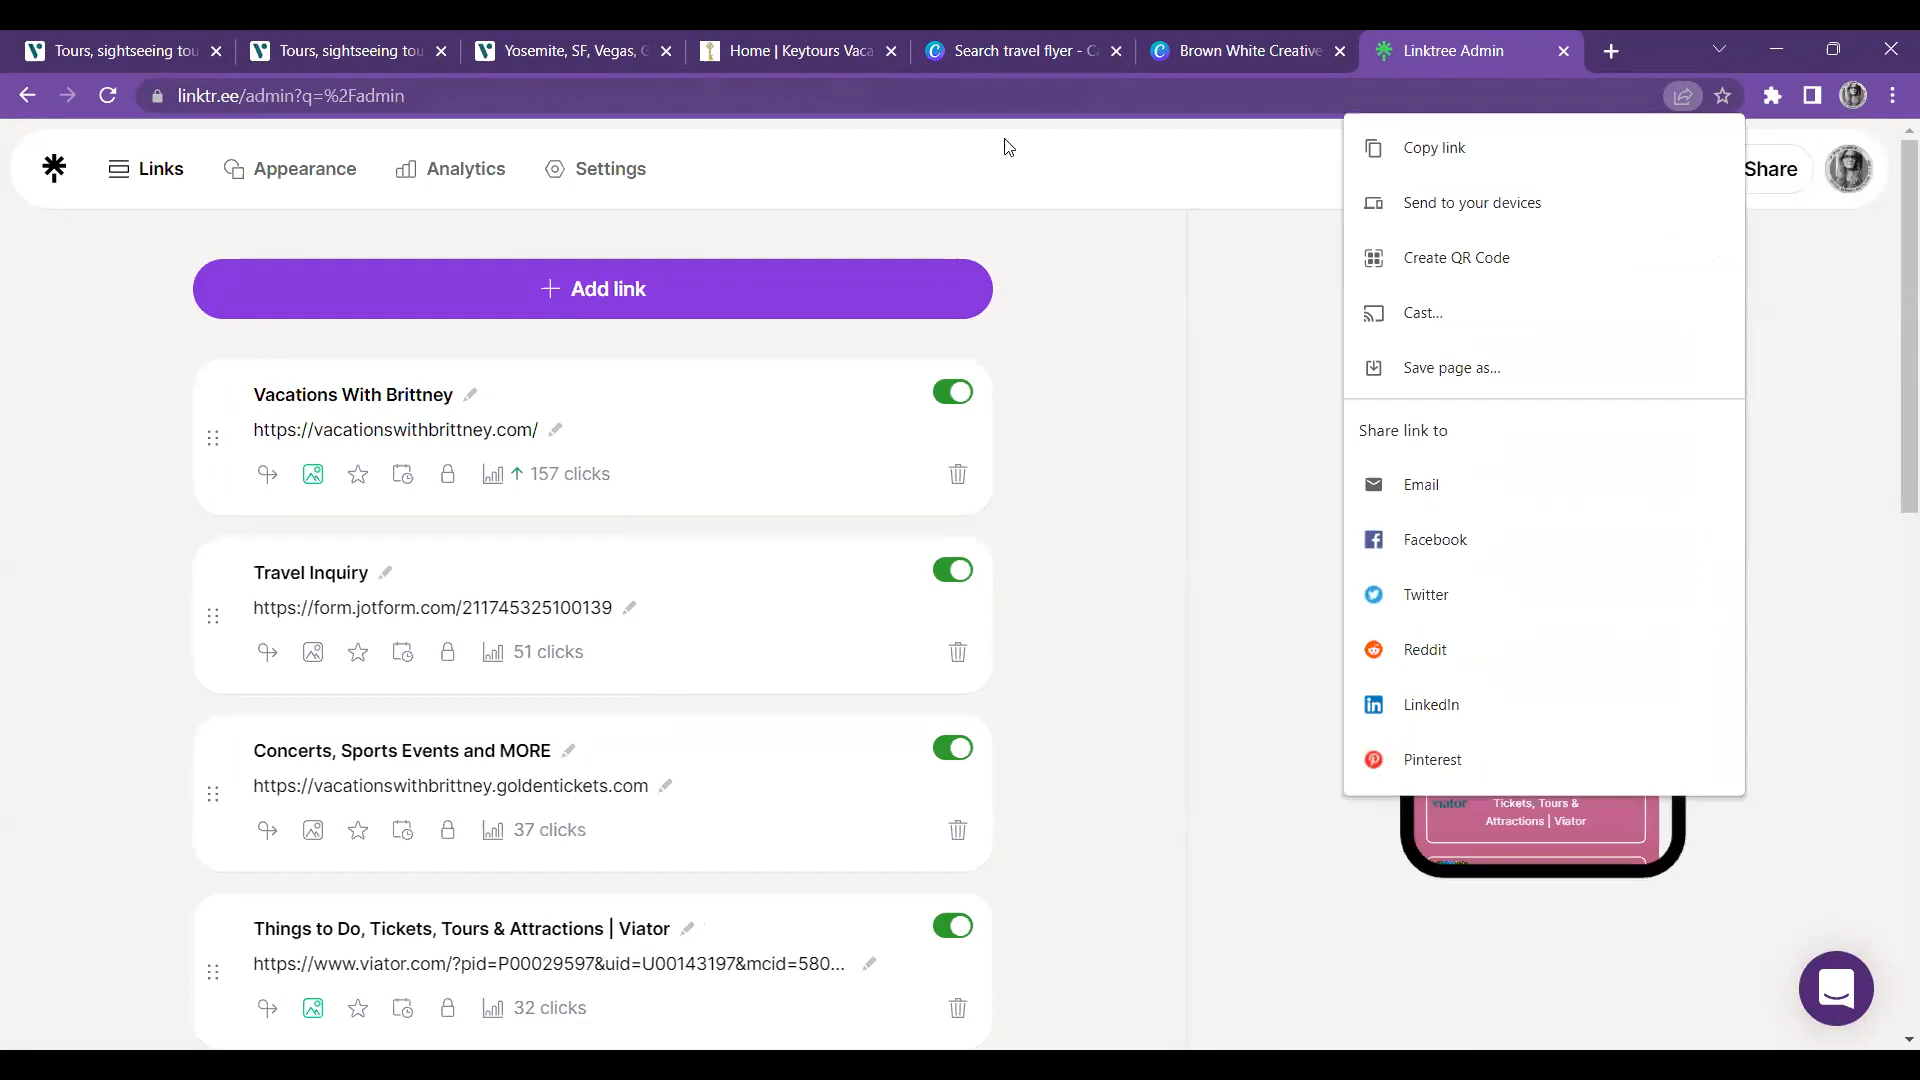 Tours, sightseeing tou
Tours, sightseeing tou
Yosemite, SF, Vegas, G
Home | Keytours Vaca
Search travel flyer - C
Brown White Creative
Linktree Admin
linktr.ee/admin?q=%2Fadmin
Links
Appearance
Analytics
Settings
Share
Add link
Vacations With Brittney
https://vacationswithbrittney.com/
157 clicks
Travel Inquiry
https://form.jotform.com/211745325100139
51 clicks
Concerts, Sports Events and MORE
https://vacationswithbrittney.goldentickets.com
37 clicks
Things to Do, Tickets, Tours & Attractions | Viator
https://www.viator.com/?pid=P00029597&uid=U00143197&mcid=580...
32 clicks
Copy link
Send to your devices
Create QR Code
Cast...
Save page as...
Share link to
Email
Facebook
Twitter
Reddit
LinkedIn
Pinterest
viator
Tickets, Tours &
Attractions | Viator